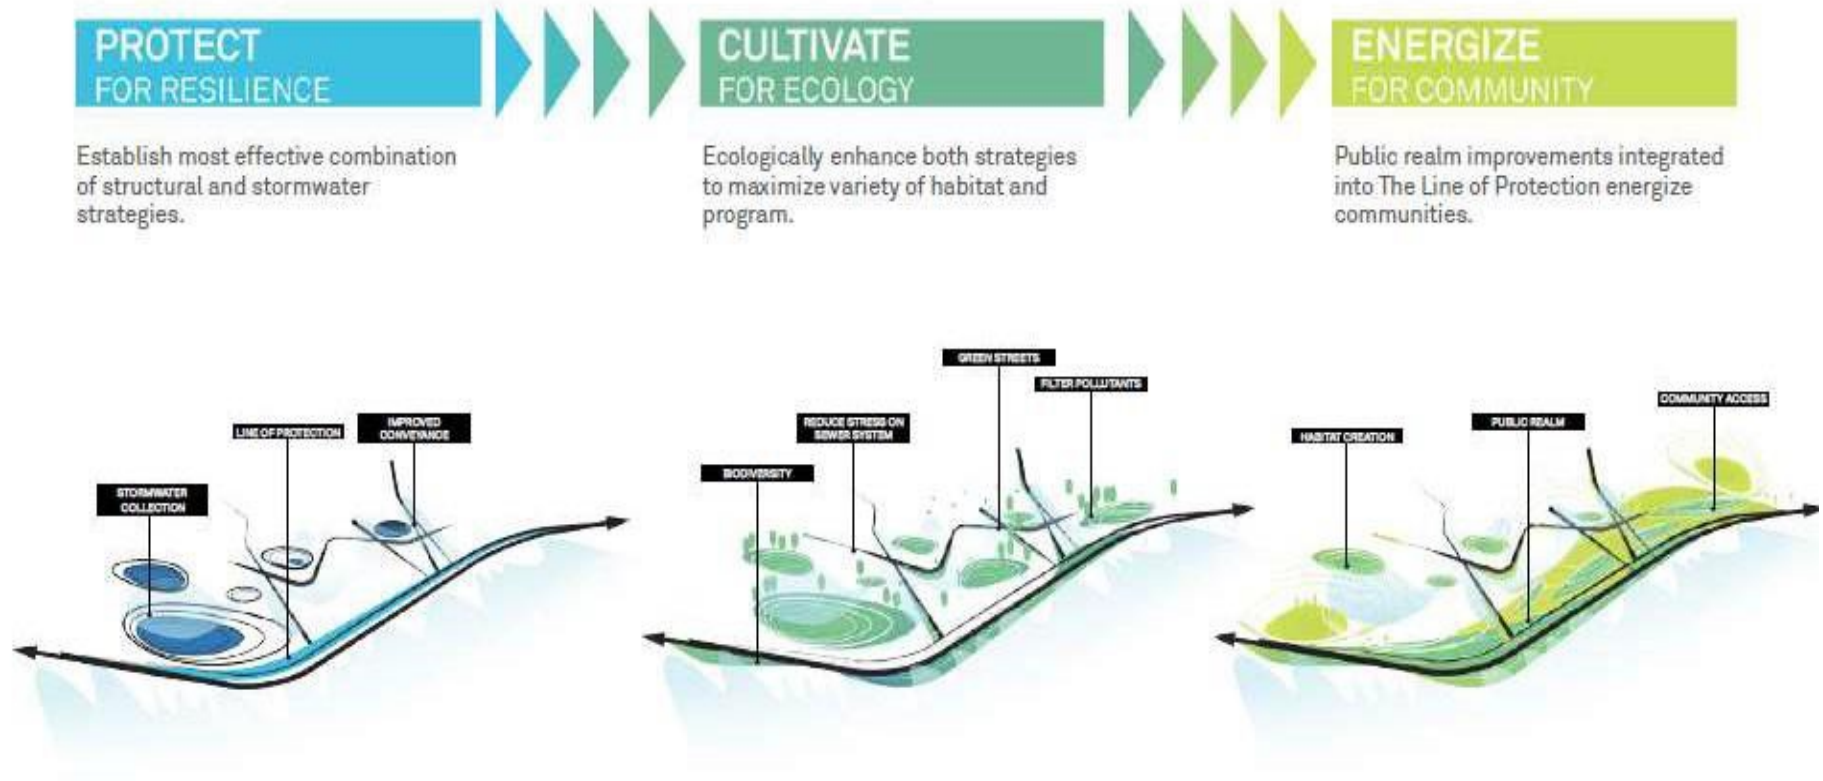 PROTECT
FOR RESILIENCE
Establish most effective combination
of structural and stormwater
strategies.
CULTIVATE
FOR ECOLOGY
Ecologically enhance both strategies
to maximize variety of habitat and
program.
ENERGIZE
FOR COMMUNITY
Public realm improvements integrated
into The Line of Protection energize
communities.
STORMWATER
COLLECTION
LINE OF PROTECTION
IMPROVED
CONVEYANCE
BIODIVERSITY
REDUCE STRESS ON
SEWER SYSTEM
GREEN STREETS
FILTER POLLUTANTS
HABITAT CREATION
PUBLIC REALM
COMMUNITY ACCESS